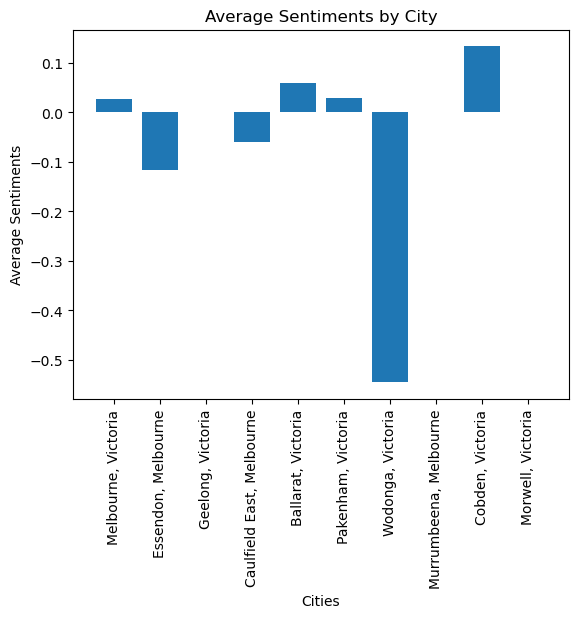 Average Sentiments by City
Average Sentiments
0.1
0.0
−0.1
−0.2
−0.3
−0.4
−0.5
Melbourne, Victoria
Essendon, Melbourne
Geelong, Victoria
Caulfield East, Melbourne
Ballarat, Victoria
Pakenham, Victoria
Wodonga, Victoria
Murrumbeena, Melbourne
Cobden, Victoria
Morwell, Victoria
Cities